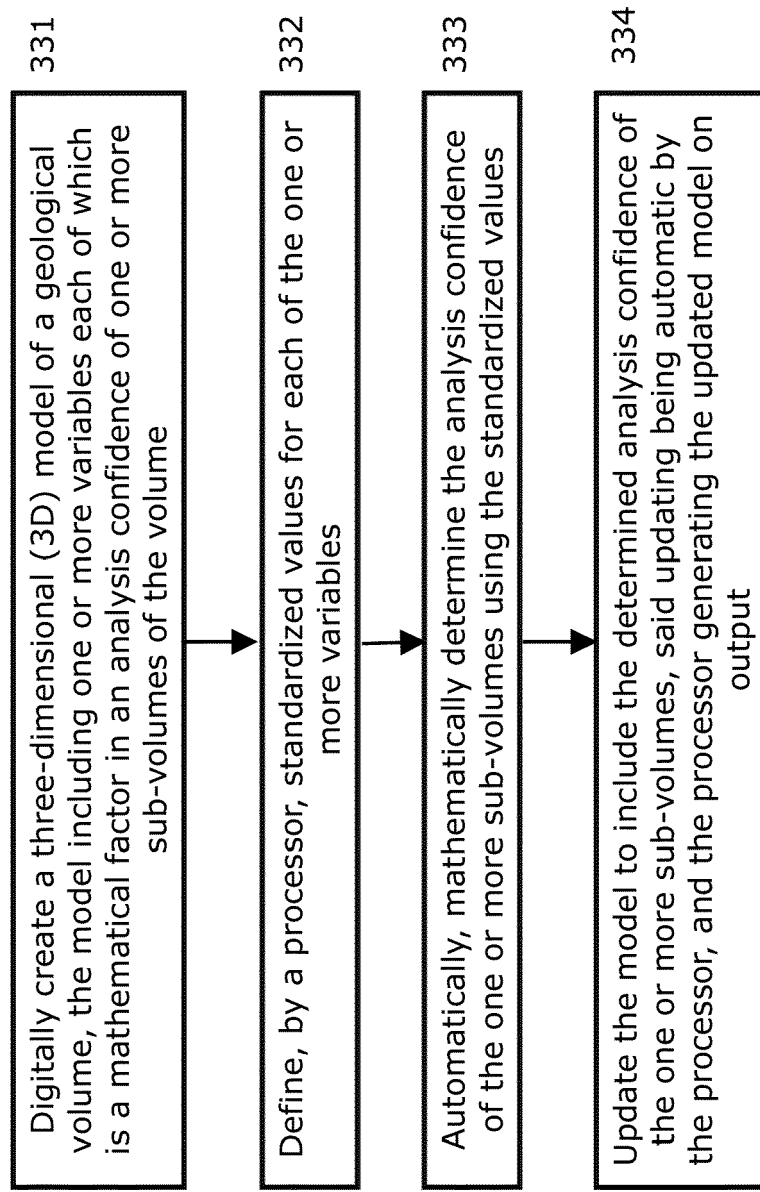 Digitally create a three-dimensional (3D) model of a geological
volume, the model including one or more variables each of which
is a mathematical factor in an analysis confidence of one or more
sub-volumes of the volume
331
Define, by a processor, standardized values for each of the one or
more variables
332
Automatically, mathematically determine the analysis confidence
of the one or more sub-volumes using the standardized values
333
Update the model to include the determined analysis confidence of
the one or more sub-volumes, said updating being automatic by
the processor, and the processor generating the updated model on
output
334